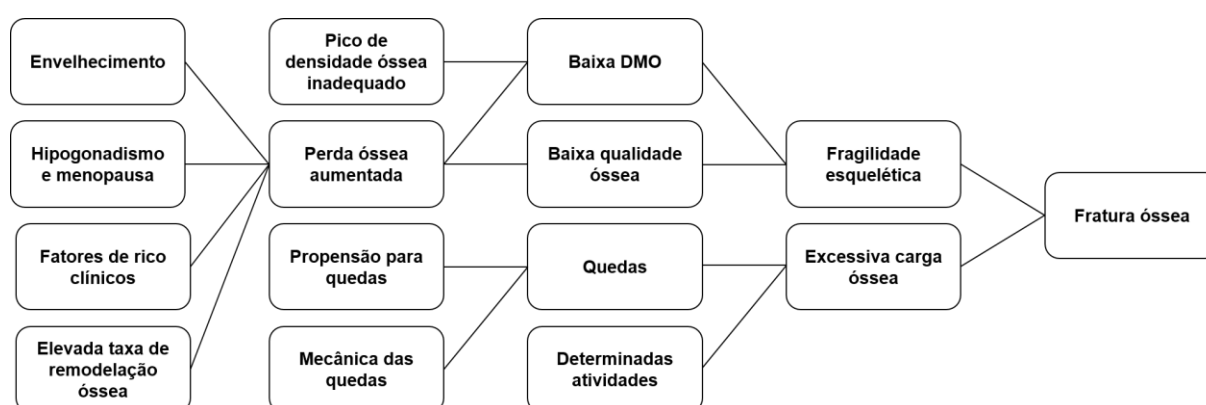 Envelhecimento
Pico de
densidade óssea
inadequado
Baixa DMO
Hipogonadismo
e menopausa
Perda óssea
aumentada
Baixa qualidade
óssea
Fragilidade
esquelética
Fratura óssea
Fatores de rico
clínicos
Propensão para
quedas
Quedas
Excessiva carga
óssea
Elevada taxa de
remodelação
óssea
Mecânica das
quedas
Determinadas
atividades